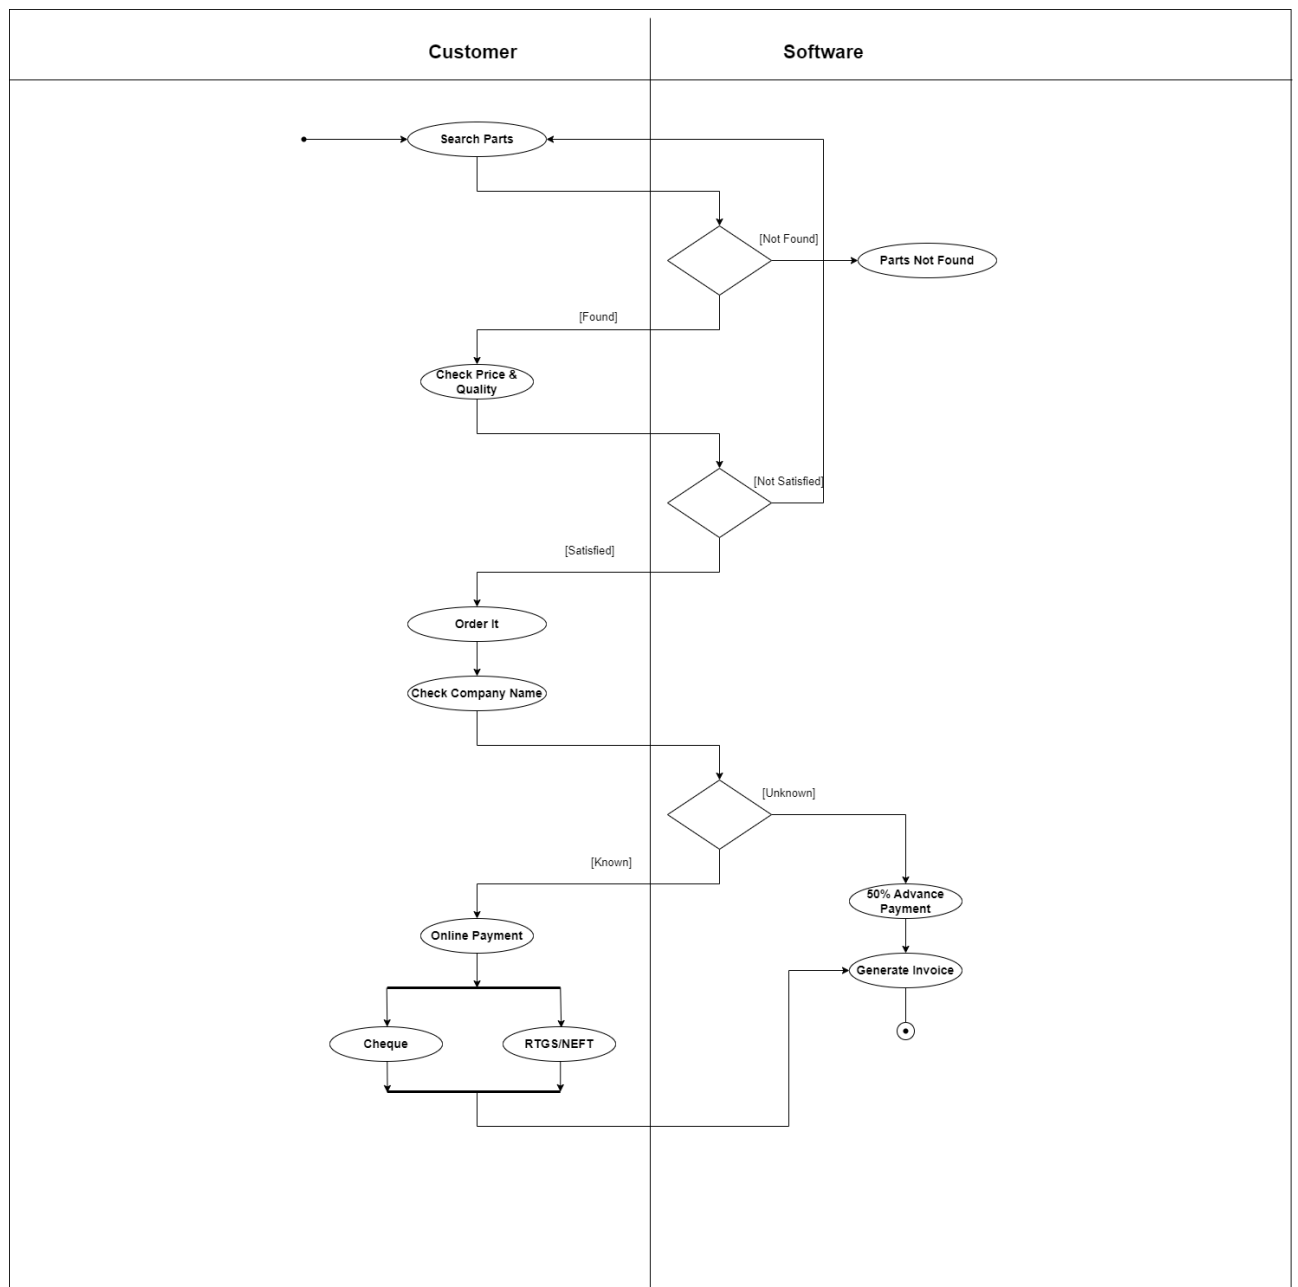 Customer
Software
Search Parts
[Not Found]
Parts Not Found
[Found]
Check Price &
Quality
[Not Satisfied]
[Satisfied]
Order It
Check Company Name
[Unknown]
[Known]
50% Advance
Payment
Online Payment
Generate Invoice
Cheque
RTGS/NEFT